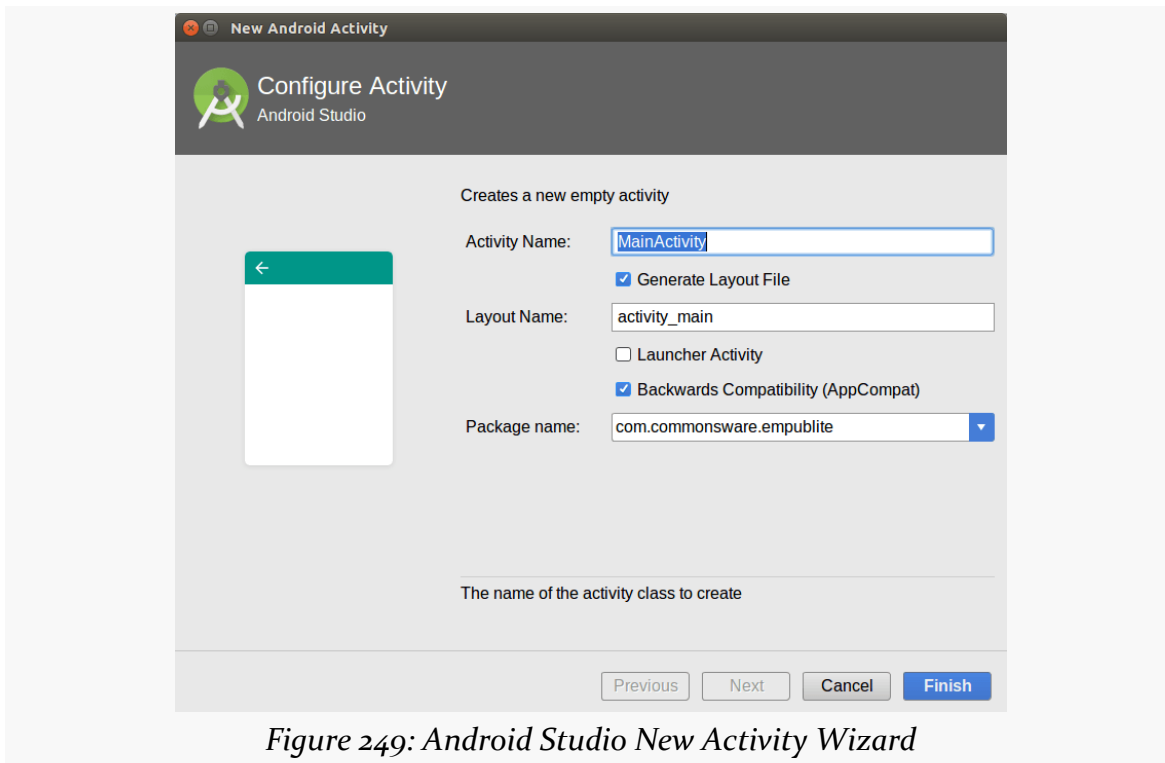 New Android Activity
Configure Activity
Android Studio
Creates a new empty activity
Activity Name: MainActivity
Generate Layout File
Layout Name: activity_main
Launcher Activity
Backwards Compatibility (AppCompat)
Package name: com.commonsware.empublite
The name of the activity class to create
Previous Next Cancel Finish
Figure 249: Android Studio New Activity Wizard